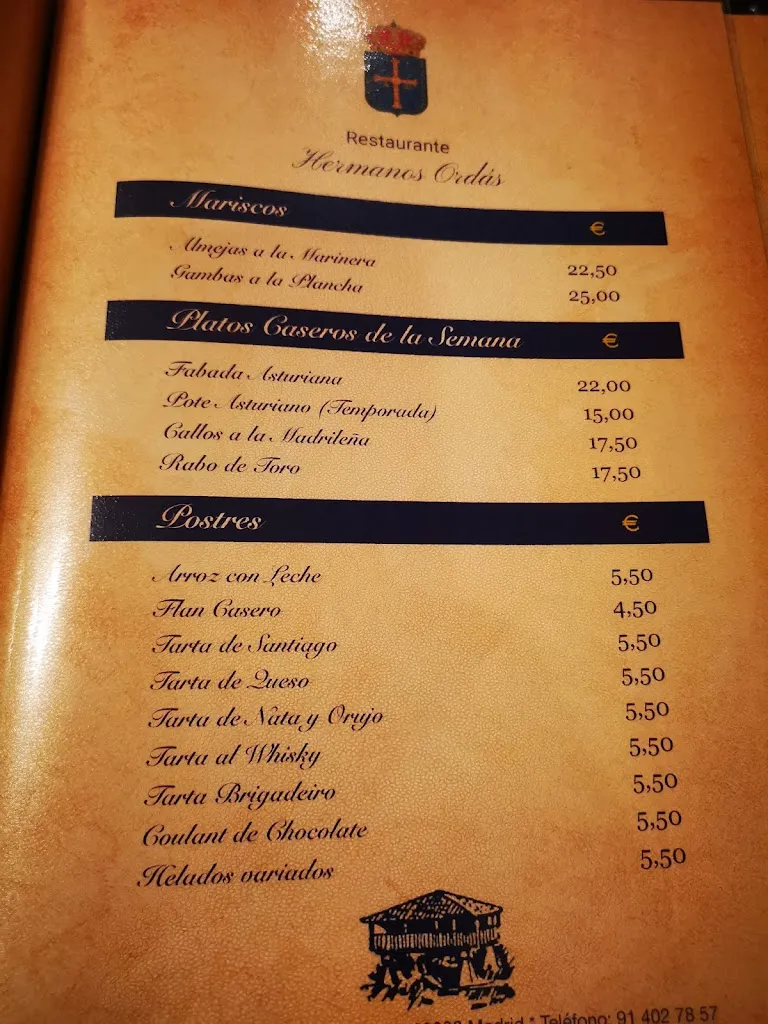 Restaurante
Hermanos Ordás
Mariscos €
Almejas a la Marinera 22,50
Gambas a la Plancha 25,00
Platos Caseros de la Semana €
Fabada Asturiana 22,00
Pote Asturiano (Temporada) 15,00
Callos a la Madrileña 17,50
Rabo de Toro 17,50
Postres €
Arroz con Leche 5,50
Flan Casero 4,50
Tarta de Santiago 5,50
Tarta de Queso 5,50
Tarta de Nata y Orujo 5,50
Tarta al Whisky 5,50
Tarta Brigadeiro 5,50
Coulant de Chocolate 5,50
Helados variados 5,50
Madrid * Teléfono: 91 402 78 57